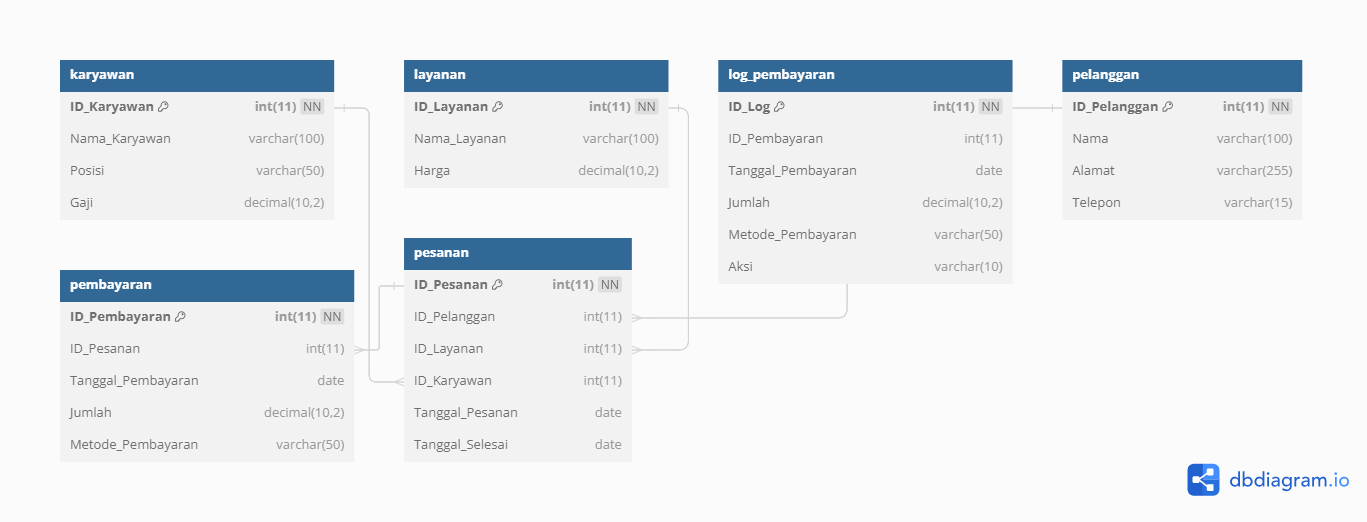 karyawan
ID_Karyawan int(11) NN
Nama_Karyawan varchar(100)
Posisi varchar(50)
Gaji decimal(10,2)
layanan
ID_Layanan int(11) NN
Nama_Layanan varchar(100)
Harga decimal(10,2)
log_pembayaran
ID_Log int(11) NN
ID_Pembayaran int(11)
Tanggal_Pembayaran date
Jumlah decimal(10,2)
Metode_Pembayaran varchar(50)
Aksi varchar(10)
pelanggan
ID_Pelanggan int(11) NN
Nama varchar(100)
Alamat varchar(255)
Telepon varchar(15)
pembayaran
ID_Pembayaran int(11) NN
ID_Pesanan int(11)
Tanggal_Pembayaran date
Jumlah decimal(10,2)
Metode_Pembayaran varchar(50)
pesanan
ID_Pesanan int(11) NN
ID_Pelanggan int(11)
ID_Layanan int(11)
ID_Karyawan int(11)
Tanggal_Pesanan date
Tanggal_Selesai date
dbdiagram.io